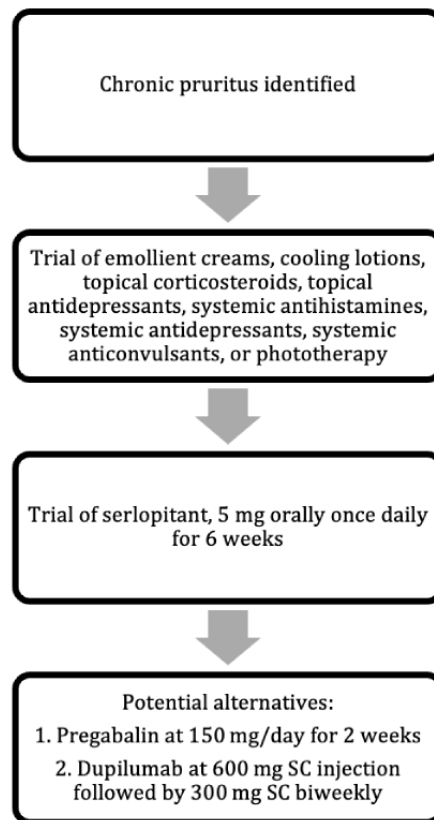 Chronic pruritus identified
Trial of emollient creams, cooling lotions,
topical corticosteroids, topical
antidepressants, systemic antihistamines,
systemic antidepressants, systemic
anticonvulsants, or phototherapy
Trial of serlopitant, 5 mg orally once daily
for 6 weeks
Potential alternatives:
1. Pregabalin at 150 mg/day for 2 weeks
2. Dupilumab at 600 mg SC injection
followed by 300 mg SC biweekly